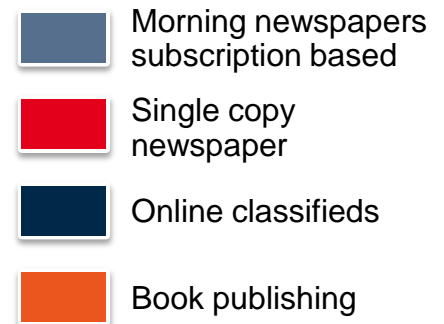 Morning newspapers
subscription based
Single copy
newspaper
Online classifieds
Book publishing